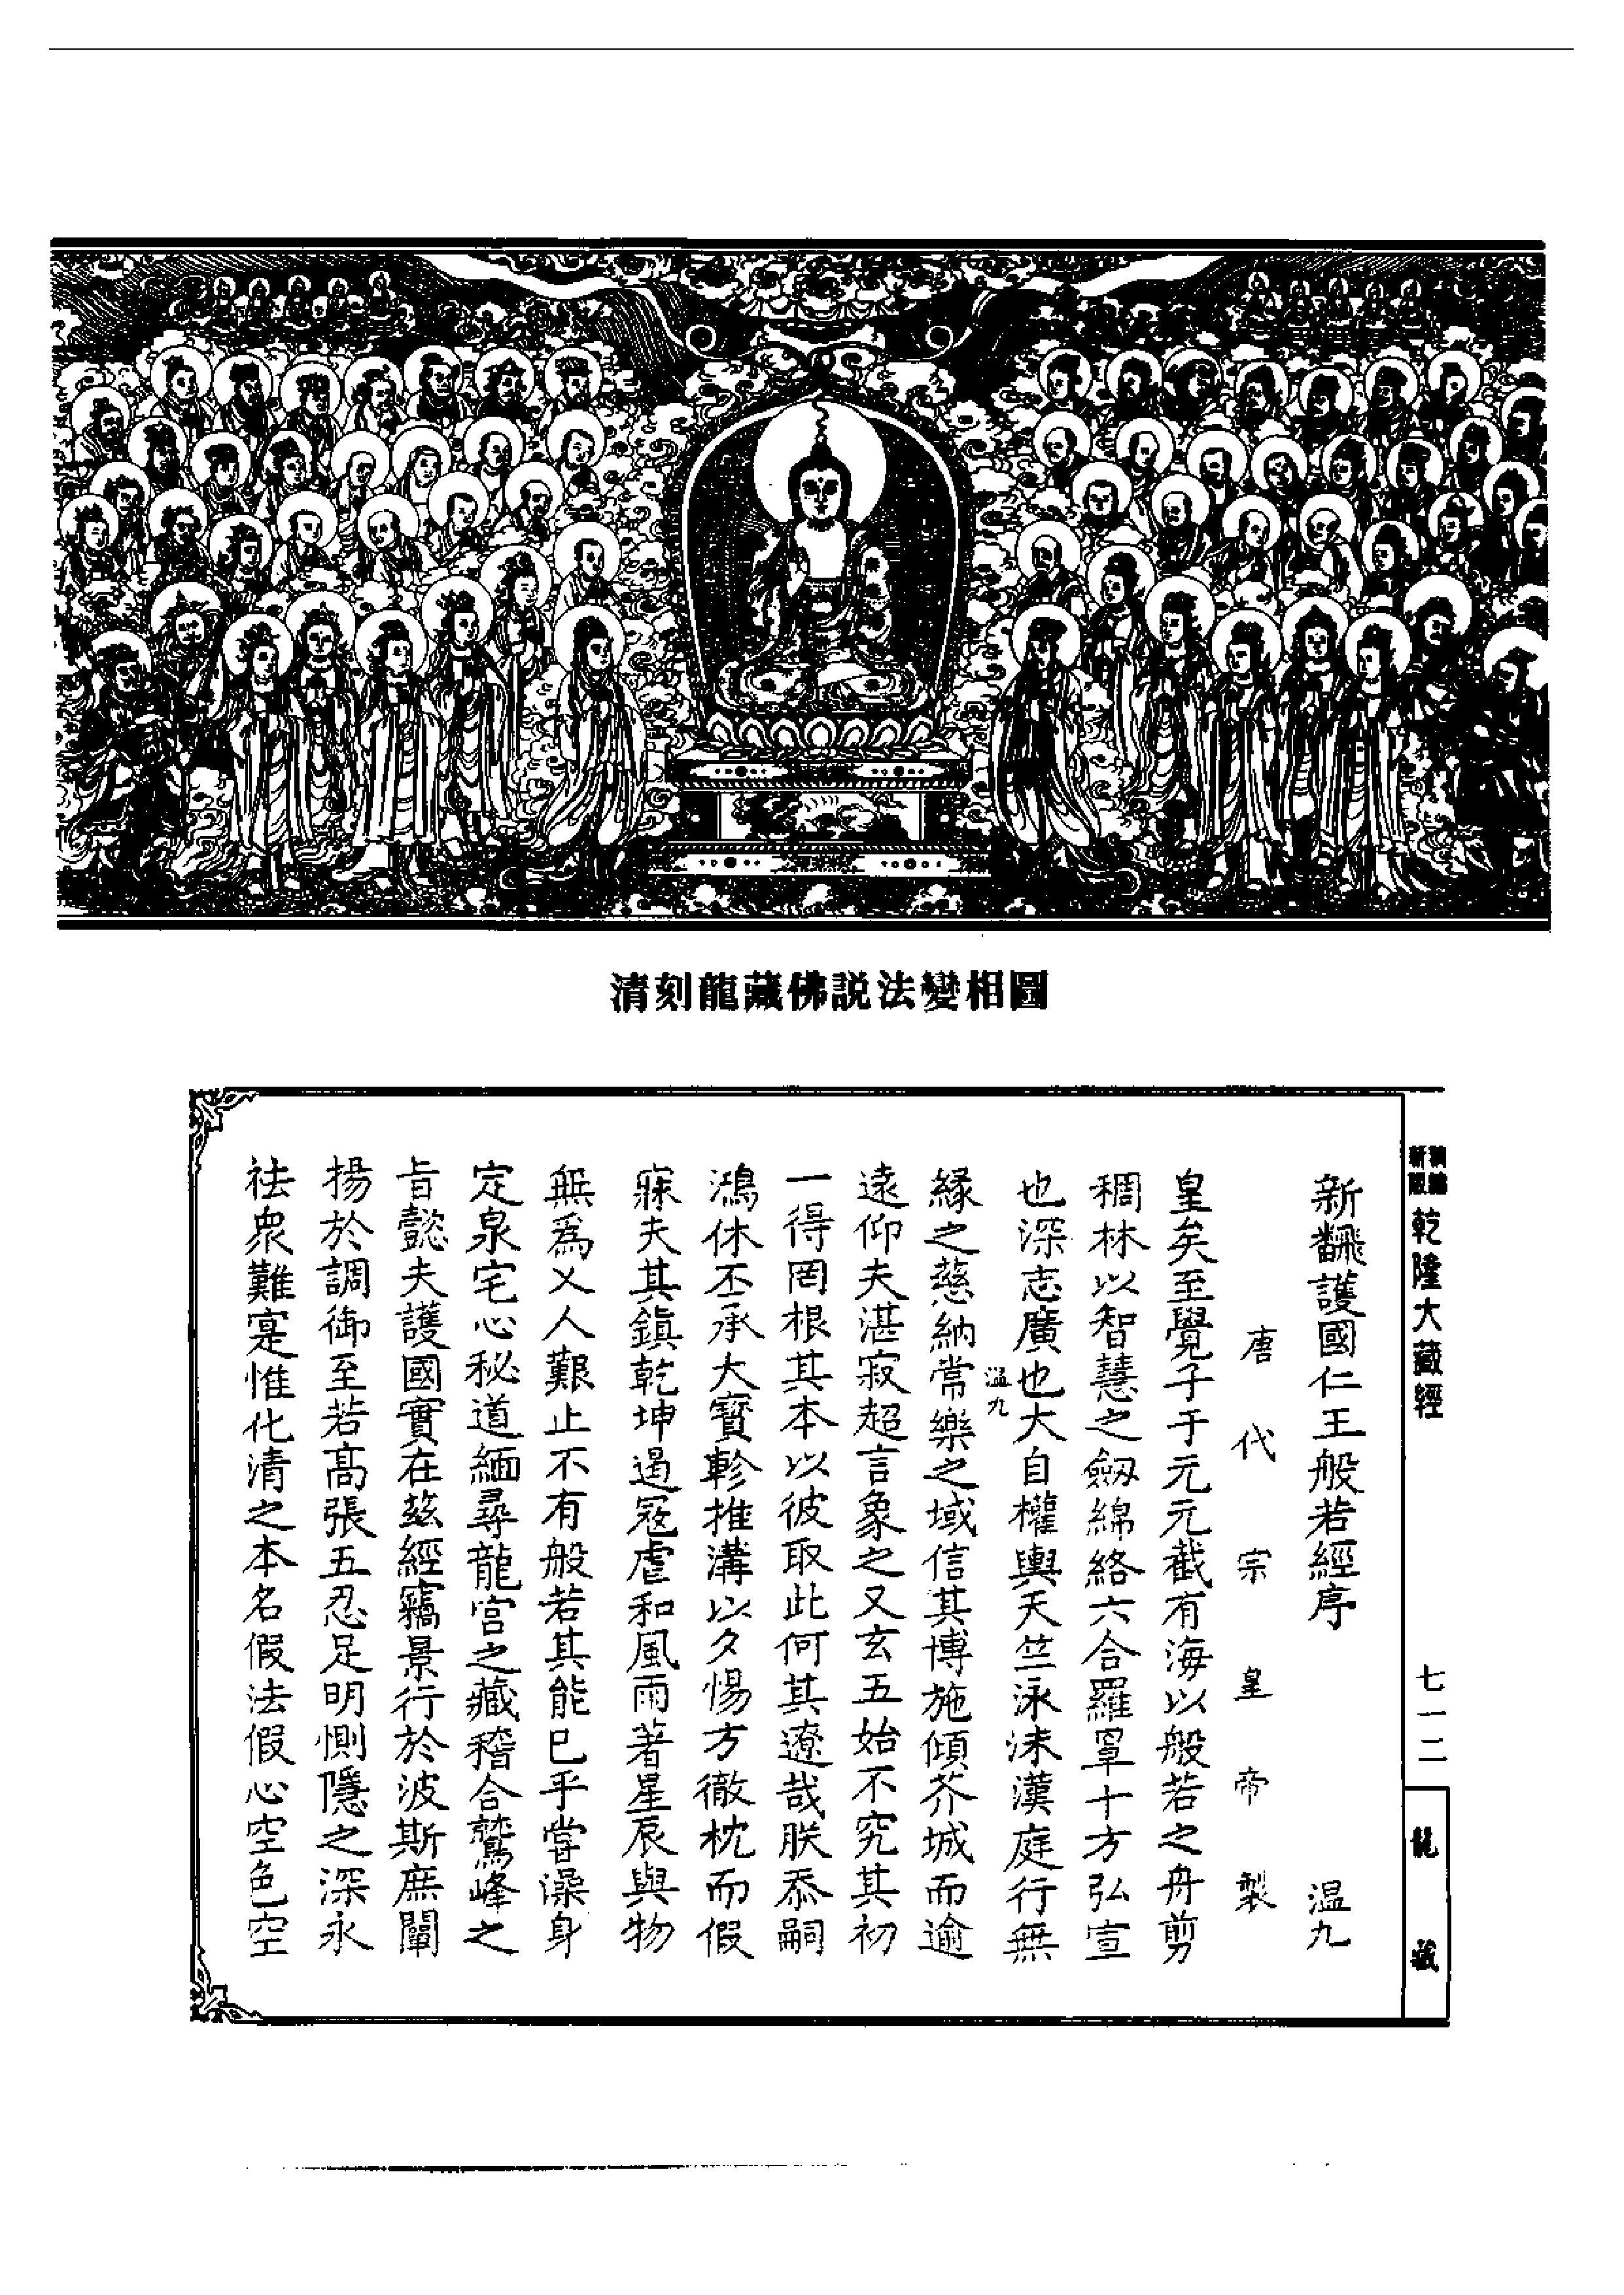 清刻龍藏佛説法變相圖
乾隆大藏經
七一二
龍藏
新飜護國仁王般若經序 温九
唐代宗皇帝製
皇矣至覺子于元元截有海以般若之舟剪
稠林以智慧之劔綿絡六合羅罩十方弘宣
也深志廣也大自權輿天竺泳沫漢庭行無
温九
緣之慈納常樂之域信其博施傾芥城而逾
遠仰夫湛寂超言象之又玄五始不究其初
一得罔根其本以彼取此何其遼哉朕忝嗣
鴻休丕承大寶軫推溝以夕惕方徹枕而假
寐夫其鎮乾坤遏寇虐和風雨著星辰與物
無爲乂人艱止不有般若其能已乎嘗澡身
定泉宅心秘道緬尋龍宮之藏稽合鷲峰之
旨懿夫護國實在兹經竊景行於波斯庶闡
揚於調御至若高張五忍足明惻隱之深永
祛衆難寔惟化清之本名假法假心空色空